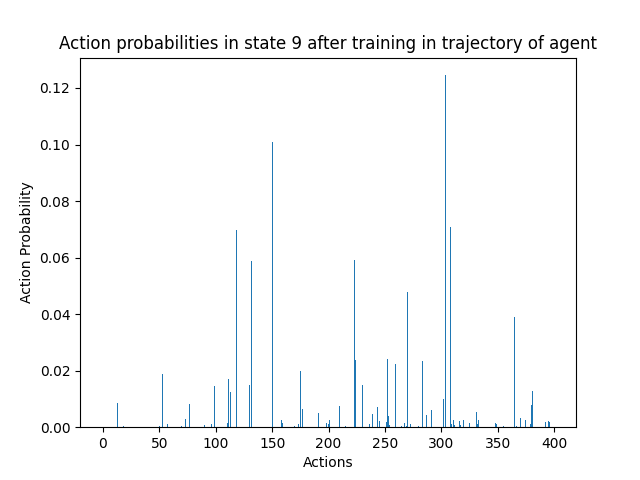 Action probabilities in state 9 after training in trajectory of agent
0.12
0.10
0.08
0.06
0.04
0.02
0.00
Action Probability
0 50 100 150 200 250 300 350 400
Actions